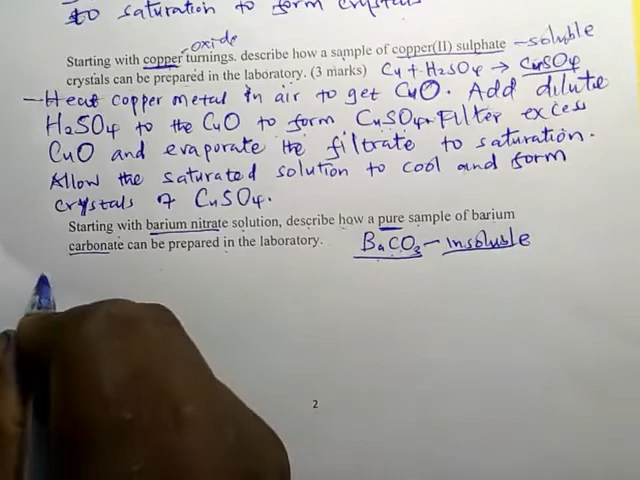 to saturation to form crystals
oxide
Starting with copper turnings, describe how a sample of copper(II) sulphate – soluble
crystals can be prepared in the laboratory. (3 marks) Cu + H2SO4 → CuSO4
– Heat copper metal in air to get CuO. Add dilute
H2SO4 to the CuO to form CuSO4. Filter excess
CuO and evaporate the filtrate to saturation.
Allow the saturated solution to cool and form
crystals of CuSO4.
Starting with barium nitrate solution, describe how a pure sample of barium
carbonate can be prepared in the laboratory. BaCO3 – insoluble
2